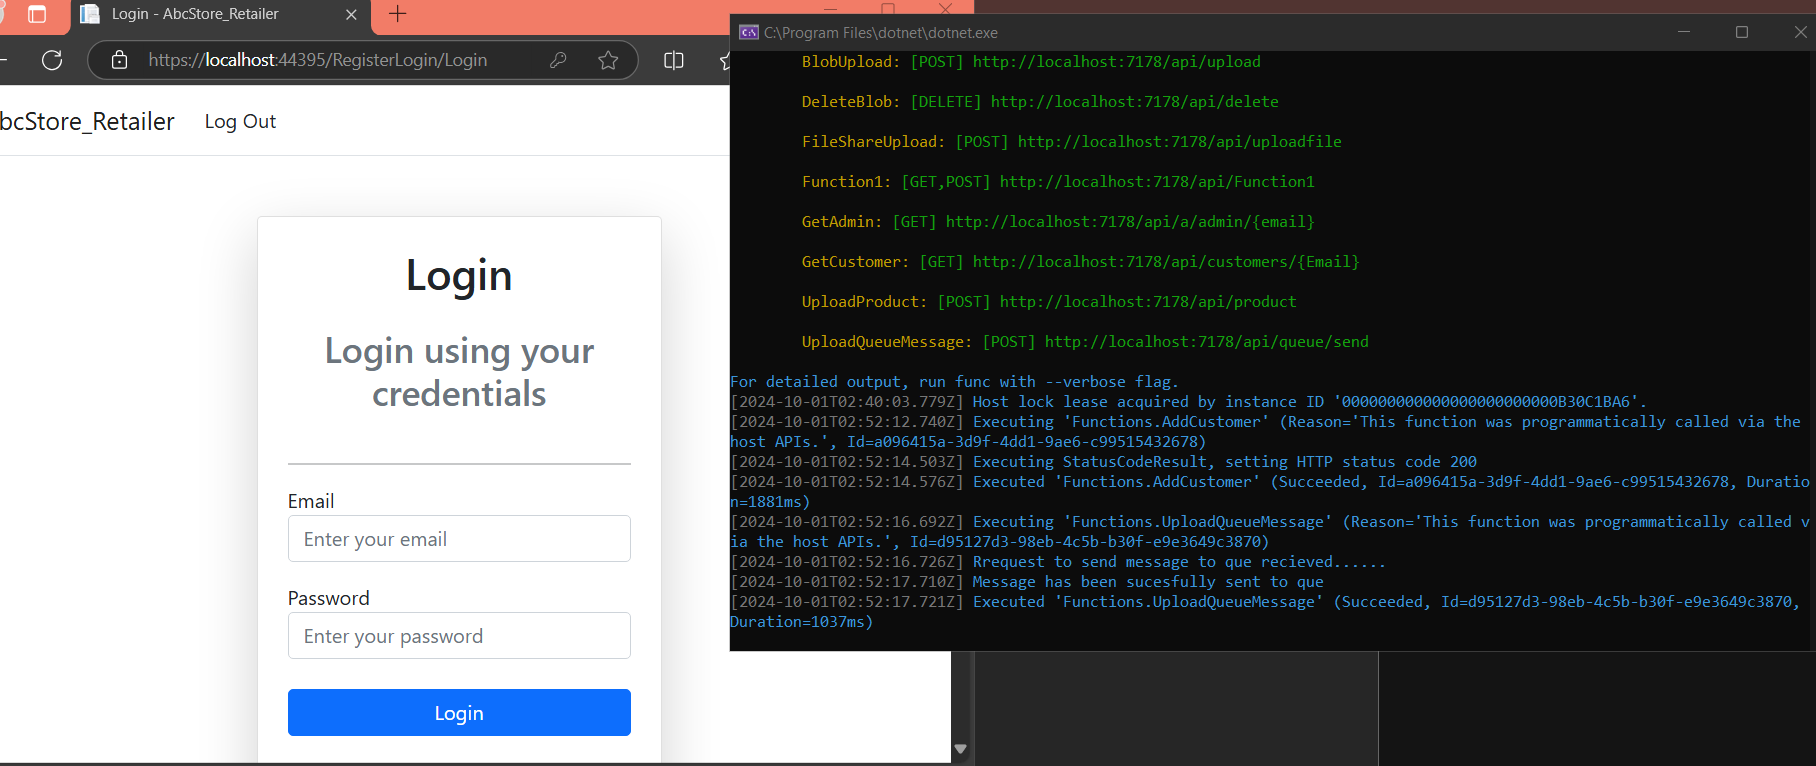 Login - AbcStore_Retailer
https://localhost:44395/RegisterLogin/Login
bcStore_Retailer
Log Out
Login
Login using your
credentials
Email
Enter your email
Password
Enter your password
Login
C:\Program Files\dotnet\dotnet.exe
BlobUpload: [POST] http://localhost:7178/api/upload
DeleteBlob: [DELETE] http://localhost:7178/api/delete
FileShareUpload: [POST] http://localhost:7178/api/uploadfile
Function1: [GET,POST] http://localhost:7178/api/Function1
GetAdmin: [GET] http://localhost:7178/api/a/admin/{email}
GetCustomer: [GET] http://localhost:7178/api/customers/{Email}
UploadProduct: [POST] http://localhost:7178/api/product
UploadQueueMessage: [POST] http://localhost:7178/api/queue/send
For detailed output, run func with --verbose flag.
[2024-10-01T02:40:03.779Z] Host lock lease acquired by instance ID '000000000000000000000000B30C1BA6'.
[2024-10-01T02:52:12.740Z] Executing 'Functions.AddCustomer' (Reason='This function was programmatically called via the
host APIs.', Id=a096415a-3d9f-4dd1-9ae6-c99515432678)
[2024-10-01T02:52:14.503Z] Executing StatusCodeResult, setting HTTP status code 200
[2024-10-01T02:52:14.576Z] Executed 'Functions.AddCustomer' (Succeeded, Id=a096415a-3d9f-4dd1-9ae6-c99515432678, Duratio
n=1881ms)
[2024-10-01T02:52:16.692Z] Executing 'Functions.UploadQueueMessage' (Reason='This function was programmatically called v
ia the host APIs.', Id=d95127d3-98eb-4c5b-b30f-e9e3649c3870)
[2024-10-01T02:52:16.726Z] Rrequest to send message to que recieved......
[2024-10-01T02:52:17.710Z] Message has been sucesfully sent to que
[2024-10-01T02:52:17.721Z] Executed 'Functions.UploadQueueMessage' (Succeeded, Id=d95127d3-98eb-4c5b-b30f-e9e3649c3870,
Duration=1037ms)